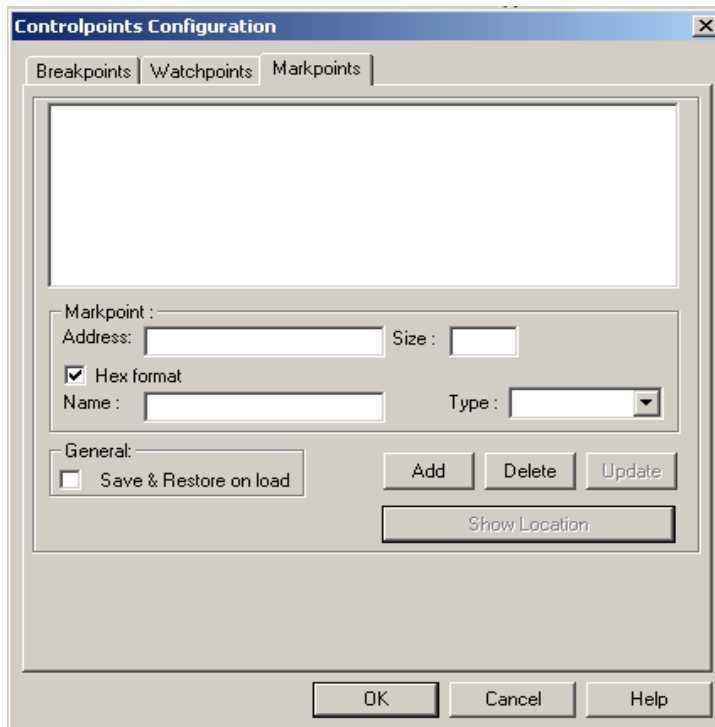 Controlpoints Configuration
Breakpoints Watchpoints Markpoints
Markpoint :
Address: Size :
Hex format
Name : Type :
General:
Save & Restore on load
Add Delete Update
Show Location
OK Cancel Help